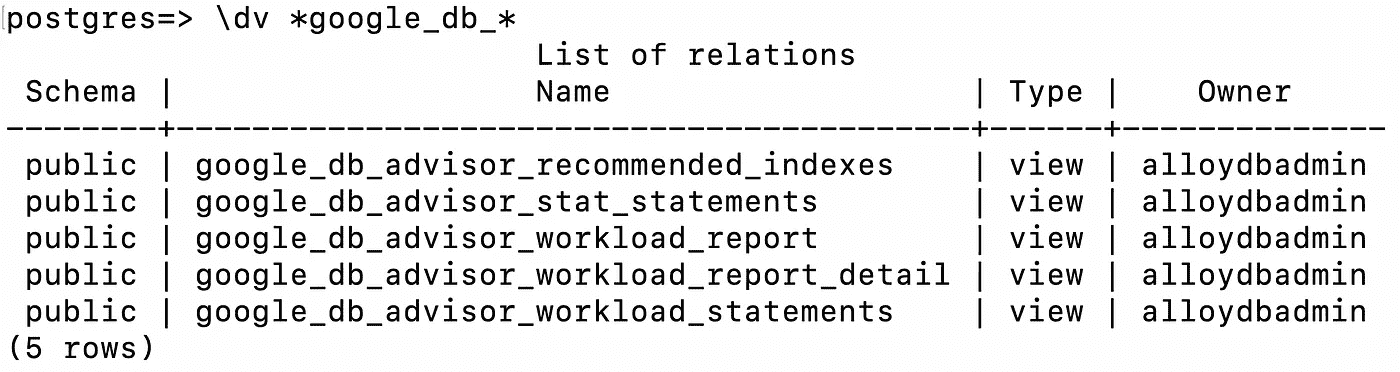 postgres=> \dv *google_db_*
                            List of relations
 Schema |                   Name                   | Type |    Owner
--------+------------------------------------------+------+--------------
 public | google_db_advisor_recommended_indexes    | view | alloydbadmin
 public | google_db_advisor_stat_statements        | view | alloydbadmin
 public | google_db_advisor_workload_report        | view | alloydbadmin
 public | google_db_advisor_workload_report_detail | view | alloydbadmin
 public | google_db_advisor_workload_statements    | view | alloydbadmin
(5 rows)